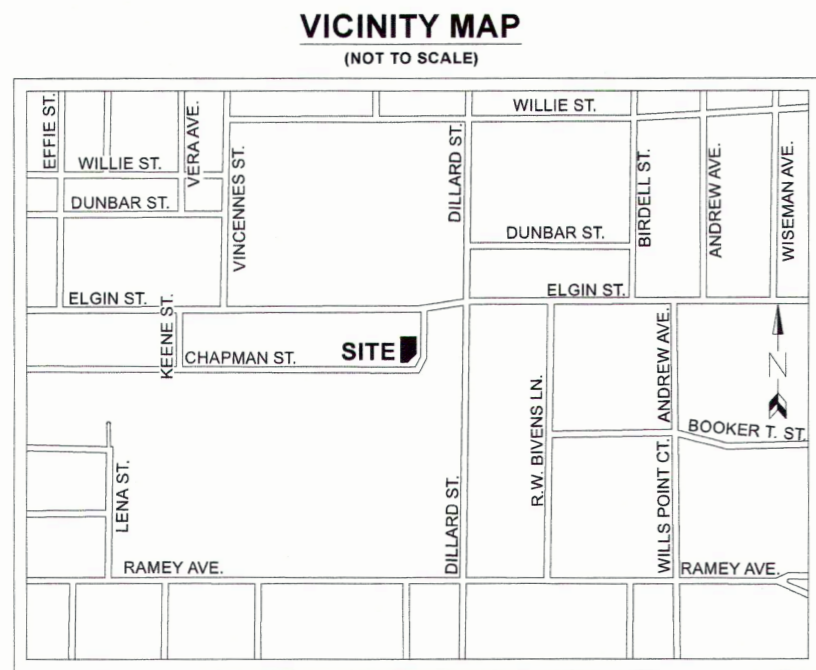 VICINITY MAP
(NOT TO SCALE)
EFFIE ST.
VERA AVE.
WILLIE ST.
WILLIE ST.
DUNBAR ST.
VINCENNES ST.
DILLARD ST.
DUNBAR ST.
BIRDELL ST.
ANDREW AVE.
WISEMAN AVE.
ELGIN ST.
ELGIN ST.
KEENE ST.
CHAPMAN ST.
SITE
R.W. BIVENS LN.
ANDREW AVE.
N
BOOKER T. ST.
LENA ST.
DILLARD ST.
WILLS POINT CT.
RAMEY AVE.
RAMEY AVE.